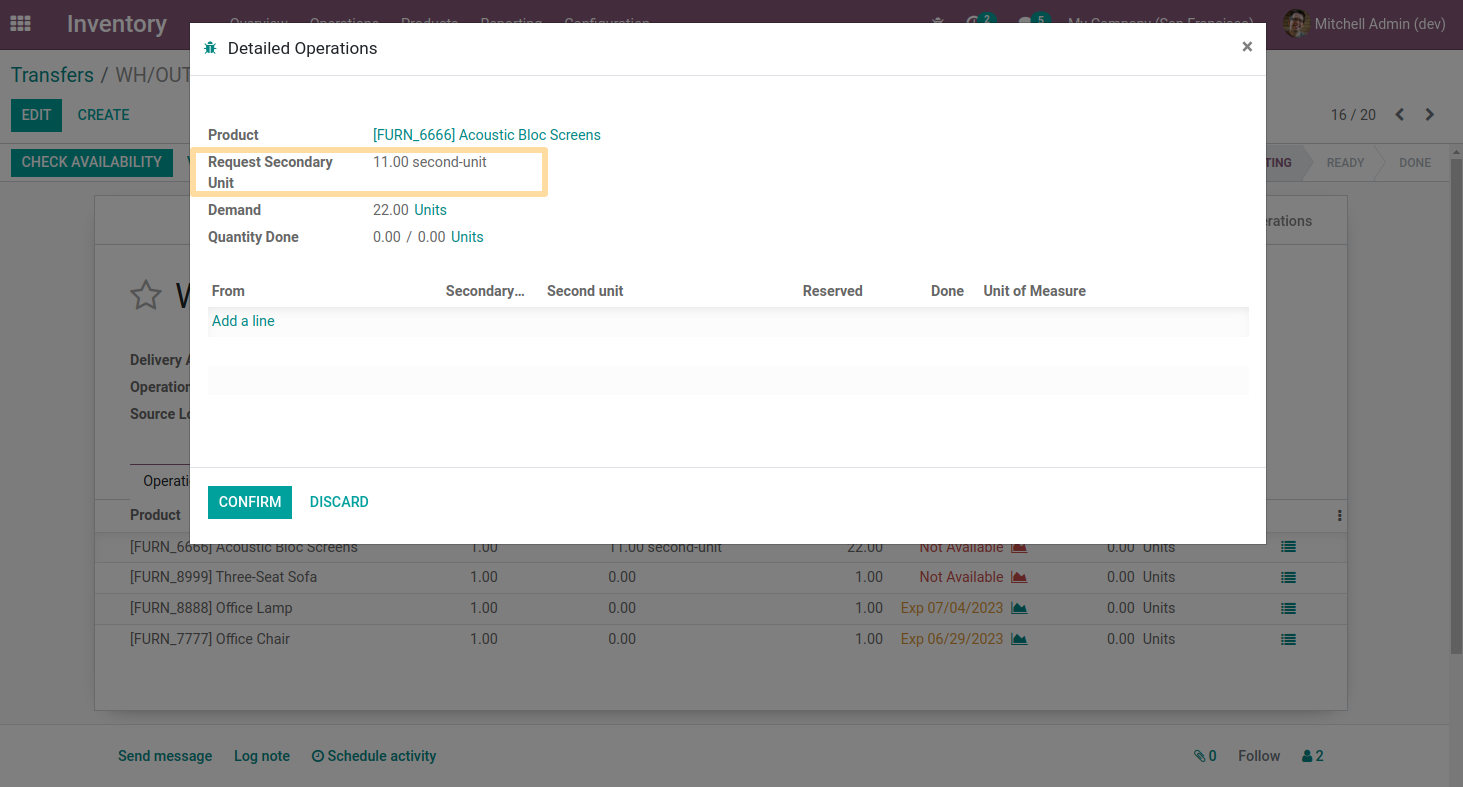 Inventory Overview Operations Products Reporting Configuration 2 5 My Company (San Francisco) Mitchell Admin (dev)
Detailed Operations ×
Transfers / WH/OUT
EDIT CREATE 16 / 20
Product [FURN_6666] Acoustic Bloc Screens
CHECK AVAILABILITY READY DONE
Request Secondary Unit 11.00 second-unit
Demand 22.00 Units
Quantity Done 0.00 / 0.00 Units
From Secondary... Second unit Reserved Done Unit of Measure
Add a line
Delivery
Operation
CONFIRM DISCARD
Product
[FURN_6666] Acoustic Bloc Screens 1.00 11.00 second-unit 22.00 Not Available 0.00 Units
[FURN_8999] Three-Seat Sofa 1.00 0.00 1.00 Not Available 0.00 Units
[FURN_8888] Office Lamp 1.00 0.00 1.00 Exp 07/04/2023 0.00 Units
[FURN_7777] Office Chair 1.00 0.00 1.00 Exp 06/29/2023 0.00 Units
Send message Log note Schedule activity 0 Follow 2